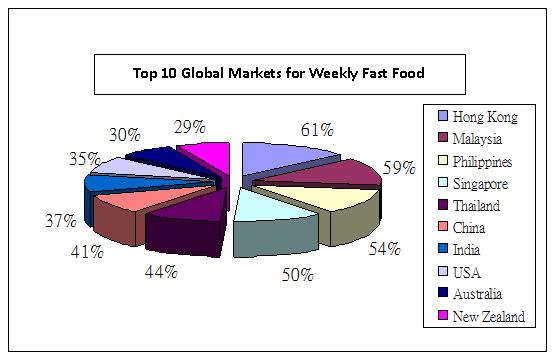 Top 10 Global Markets for Weekly Fast Food
61%
59%
54%
50%
44%
41%
37%
35%
30%
29%
Hong Kong
Malaysia
Philippines
Singapore
Thailand
China
India
USA
Australia
New Zealand